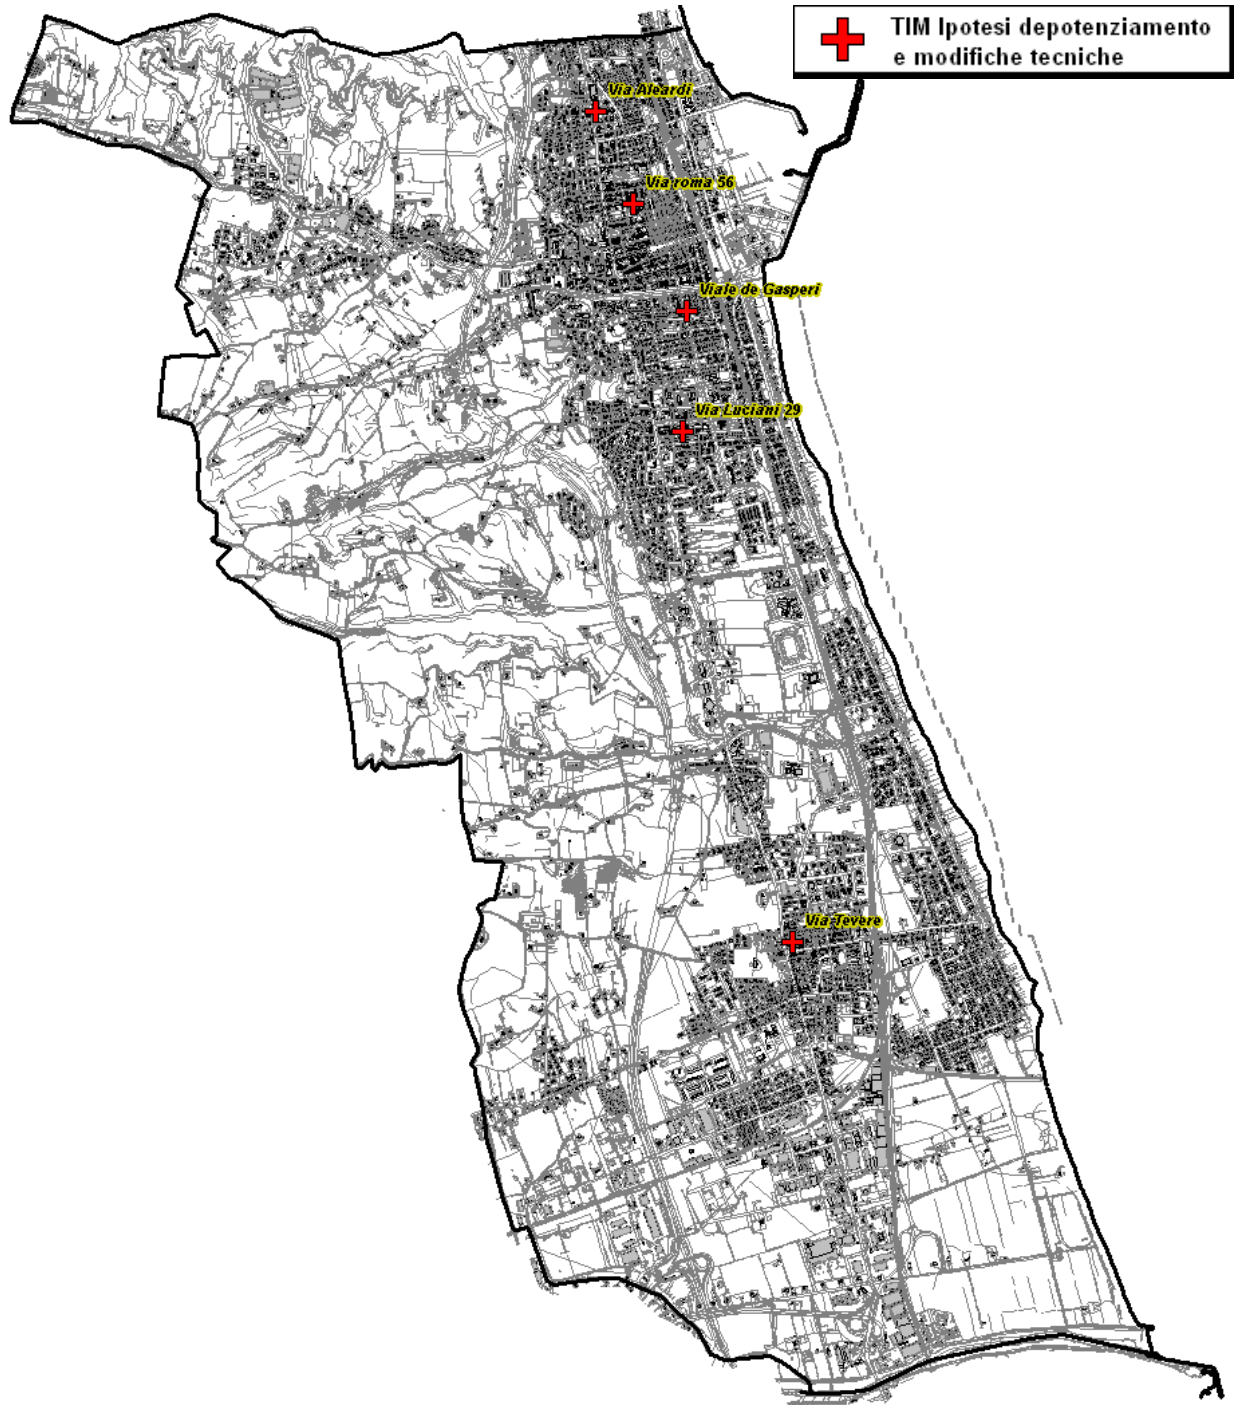 TIM Ipotesi depotenziamento
e modifiche tecniche
Via Aleardi
Via roma 56
Viale de Gasperi
Via Luciani 29
Via Tevere